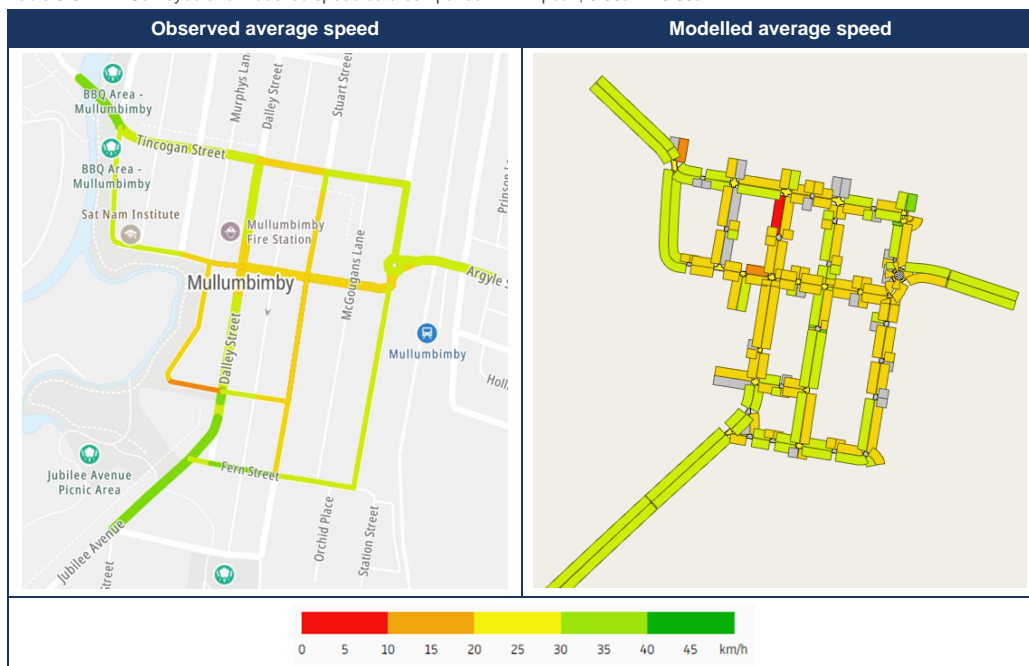 Observed average speed
Modelled average speed
BBQ Area -
Mullumbimby
Murphys Lane
Dalley Street
Stuart Street
Tincogan Street
BBQ Area -
Mullumbimby
Sat Nam Institute
Mullumbimby
Fire Station
Mullumbimby
McGougans Lane
Argyle S
Dalley Street
Mullumbimby
Jubilee Avenue
Picnic Area
Fern Street
Orchid Place
Station Street
Jubilee Avenue
Street
0 5 10 15 20 25 30 35 40 45 km/h